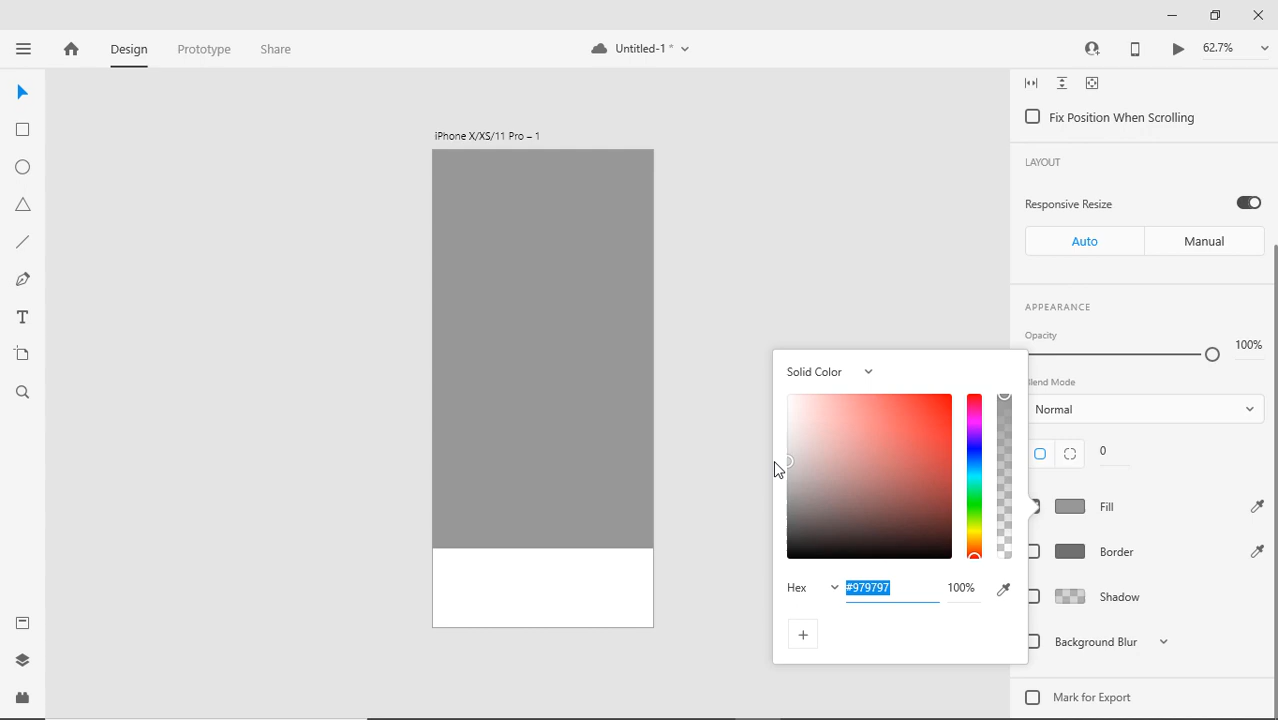 Design
Prototype
Share
Untitled-1 *
62.7%
Fix Position When Scrolling
iPhone X/XS/11 Pro – 1
LAYOUT
Responsive Resize
Auto
Manual
APPEARANCE
Opacity
100%
Solid Color
lend Mode
Normal
0
Fill
Border
Hex
#979797
100%
Shadow
+
Background Blur
Mark for Export
T